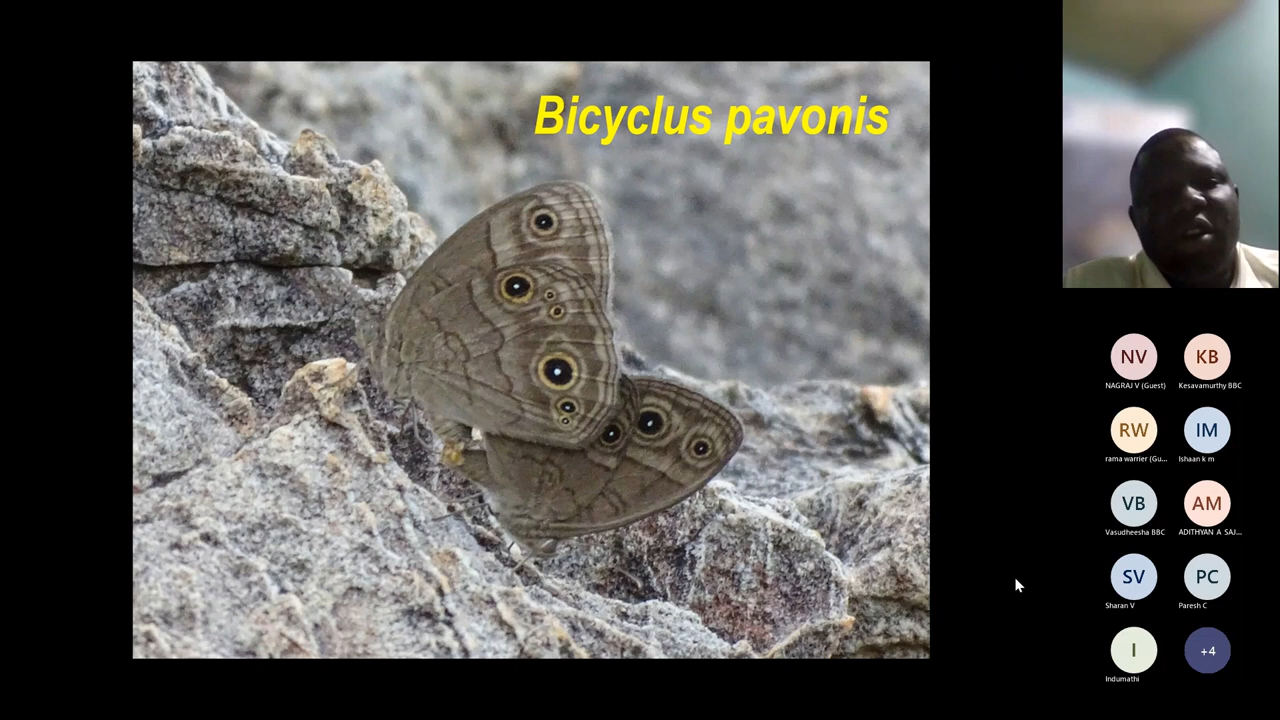 Bicyclus pavonis
NV
KB
NAGRAJ V (Guest)
Kesavamurthy BBC
RW
IM
rama warrier (Gu...
Ishaan k m
VB
AM
Vasudheesha BBC
ADITHYAN A SAJ...
SV
PC
Sharan V
Paresh C
I
+4
Indumathi